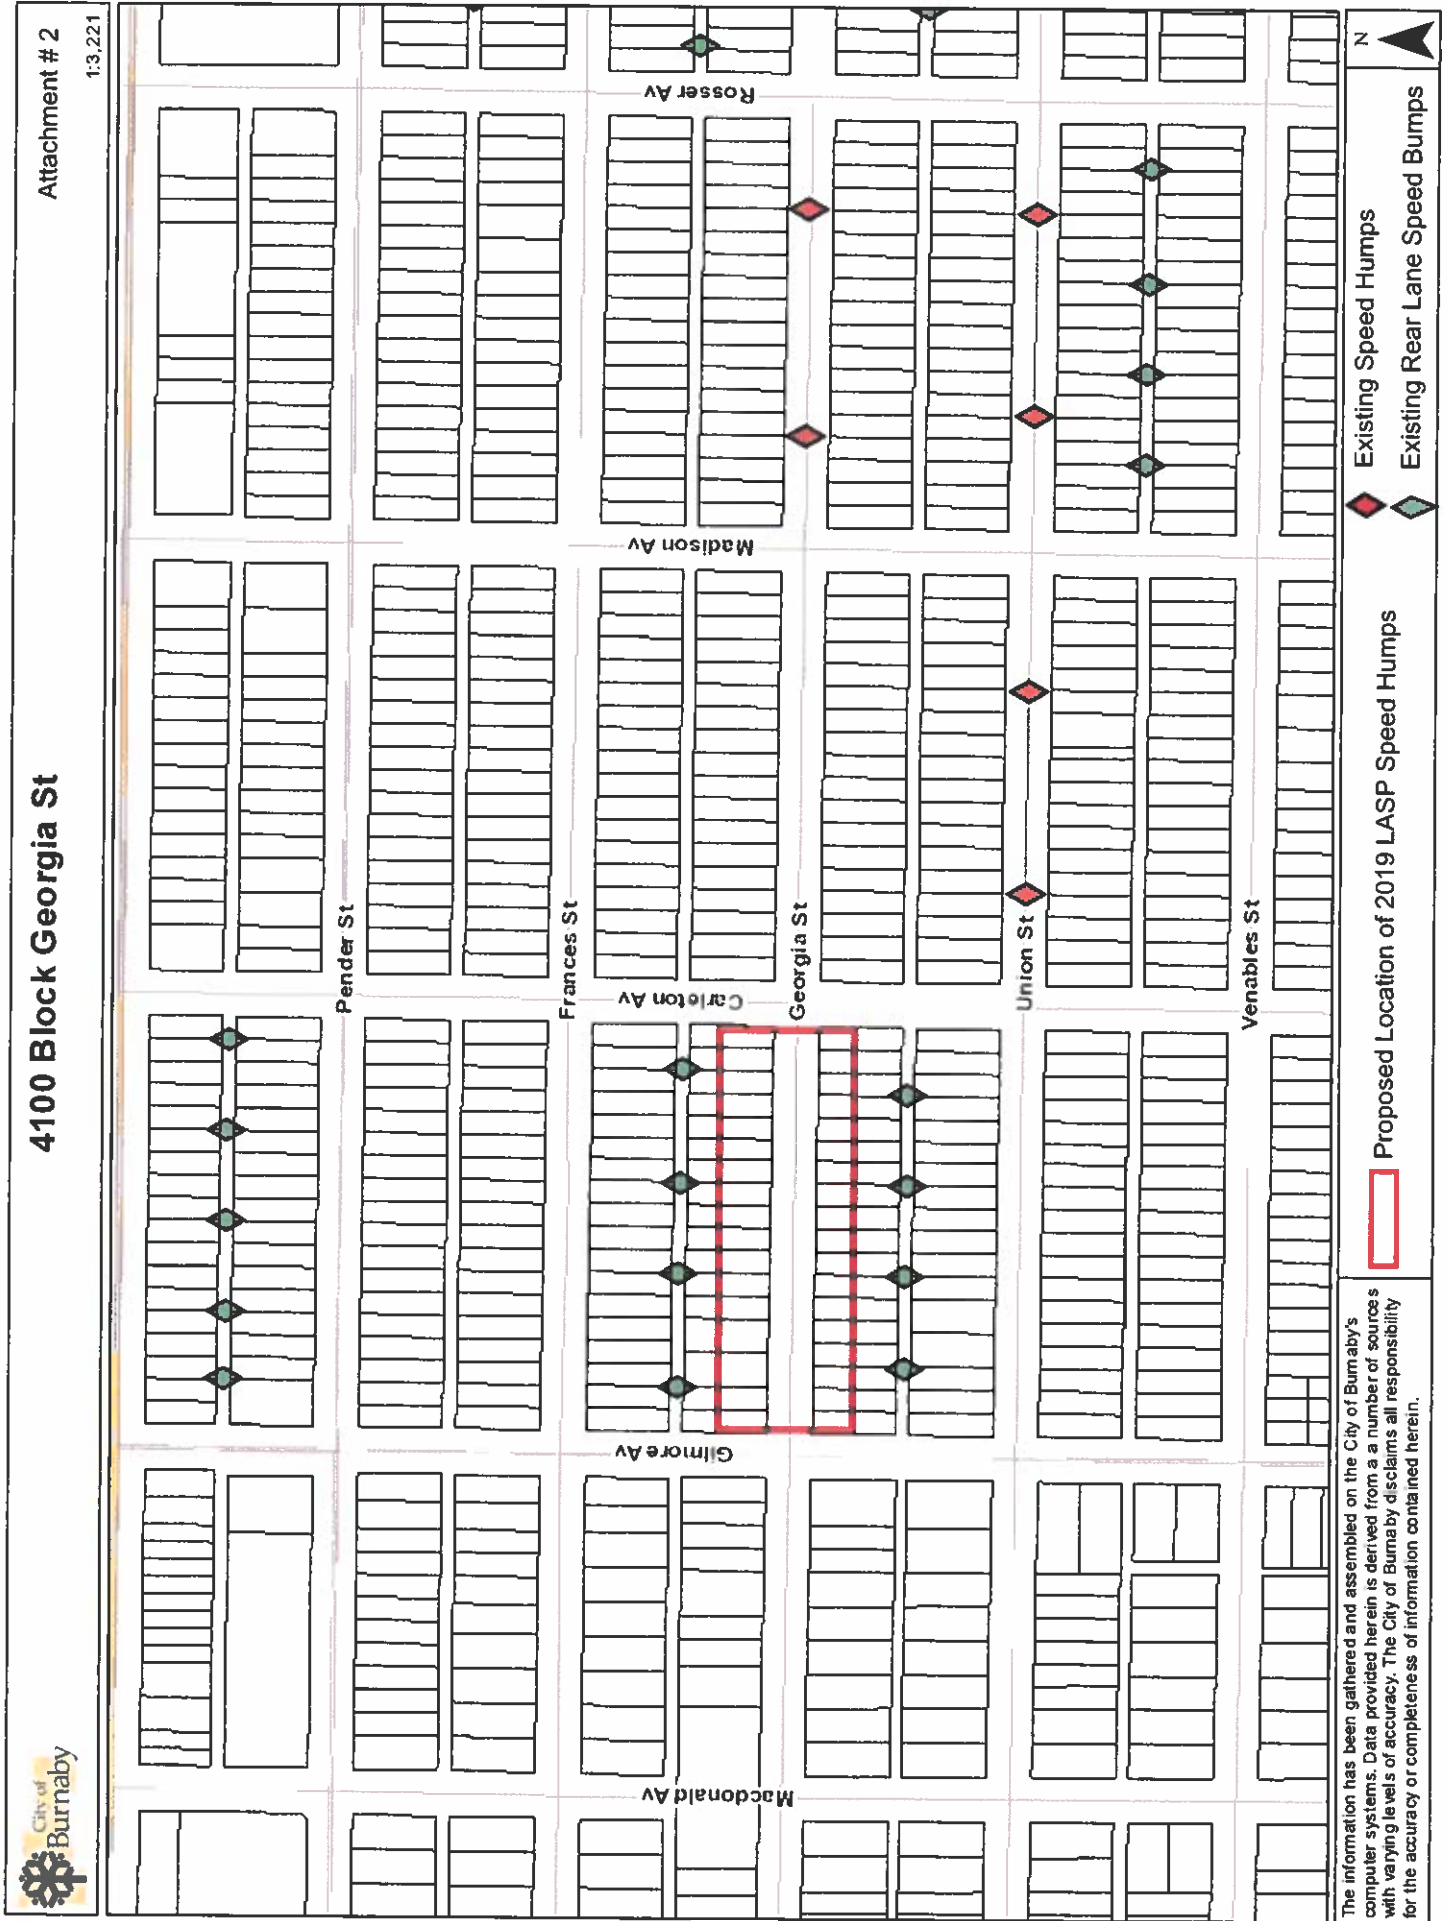 City of
Burnaby
4100 Block Georgia St
Attachment # 2
1:3,221
Pender St
Frances St
Georgia St
Union St
Venables St
Macdonald Av
Gilmore Av
Carleton Av
Madison Av
Rosser Av
The information has been gathered and assembled on the City of Burnaby's
computer systems. Data provided herein is derived from a a number of sources
with varying levels of accuracy. The City of Burnaby disclaims all responsibility
for the accuracy or completeness of information contained herein.
Proposed Location of 2019 LASP Speed Humps
Existing Speed Humps
Existing Rear Lane Speed Bumps
N